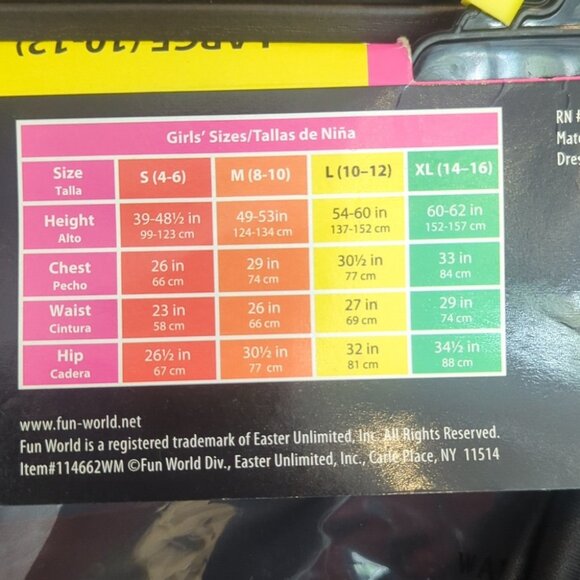 LARGE (10-12)
Girls' Sizes/Tallas de Niña
Size S (4-6) M (8-10) L (10–12) XL (14–16)
Talla
Height 39-48½ in 49-53in 54-60 in 60-62 in
Alto 99-123 cm 124-134 cm 137-152 cm 152-157 cm
Chest 26 in 29 in 30½ in 33 in
Pecho 66 cm 74 cm 77 cm 84 cm
Waist 23 in 26 in 27 in 29 in
Cintura 58 cm 66 cm 69 cm 74 cm
Hip 26½ in 30½ in 32 in 34½ in
Cadera 67 cm 77 cm 81 cm 88 cm
RN #
Mate
Dres
www.fun-world.net
Fun World is a registered trademark of Easter Unlimited, Inc. All Rights Reserved.
Item#114662WM ©Fun World Div., Easter Unlimited, Inc., Carle Place, NY 11514